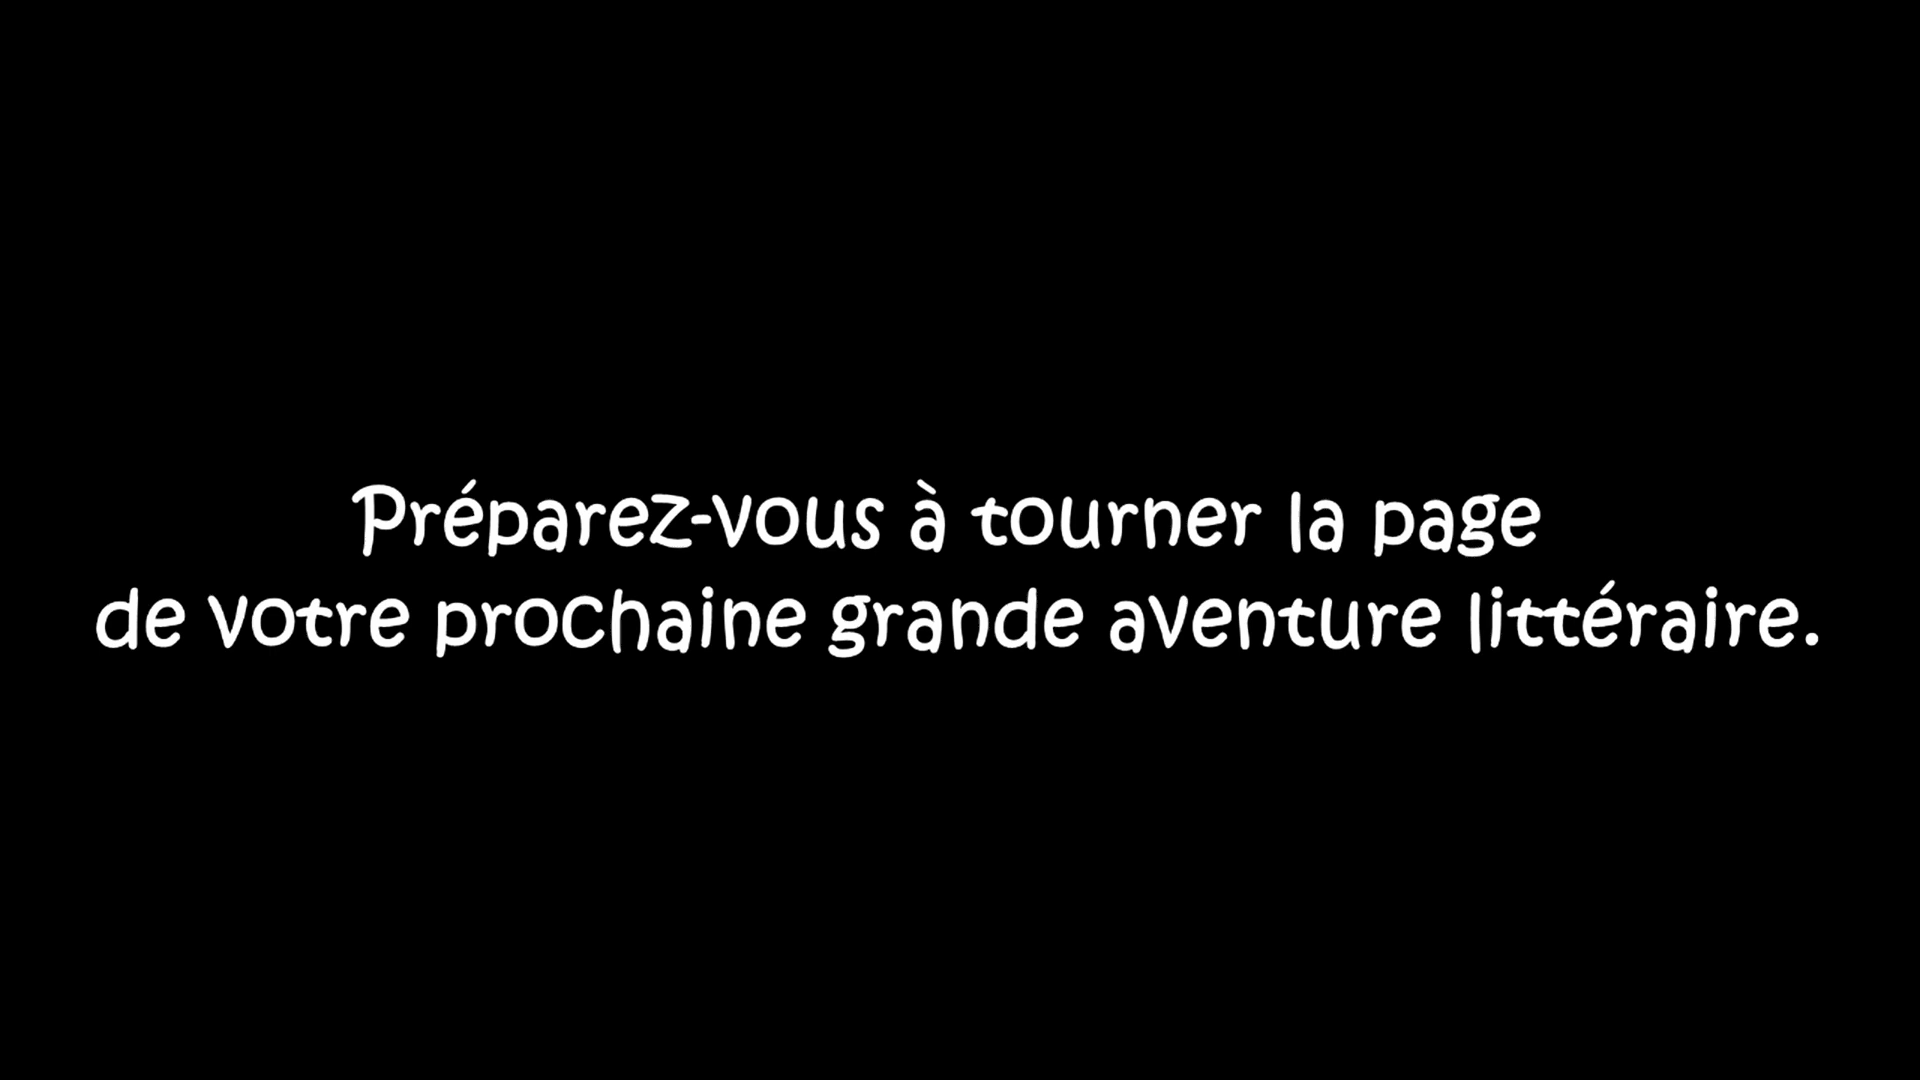 Préparez-vous à tourner la page
de votre prochaine grande aventure littéraire.